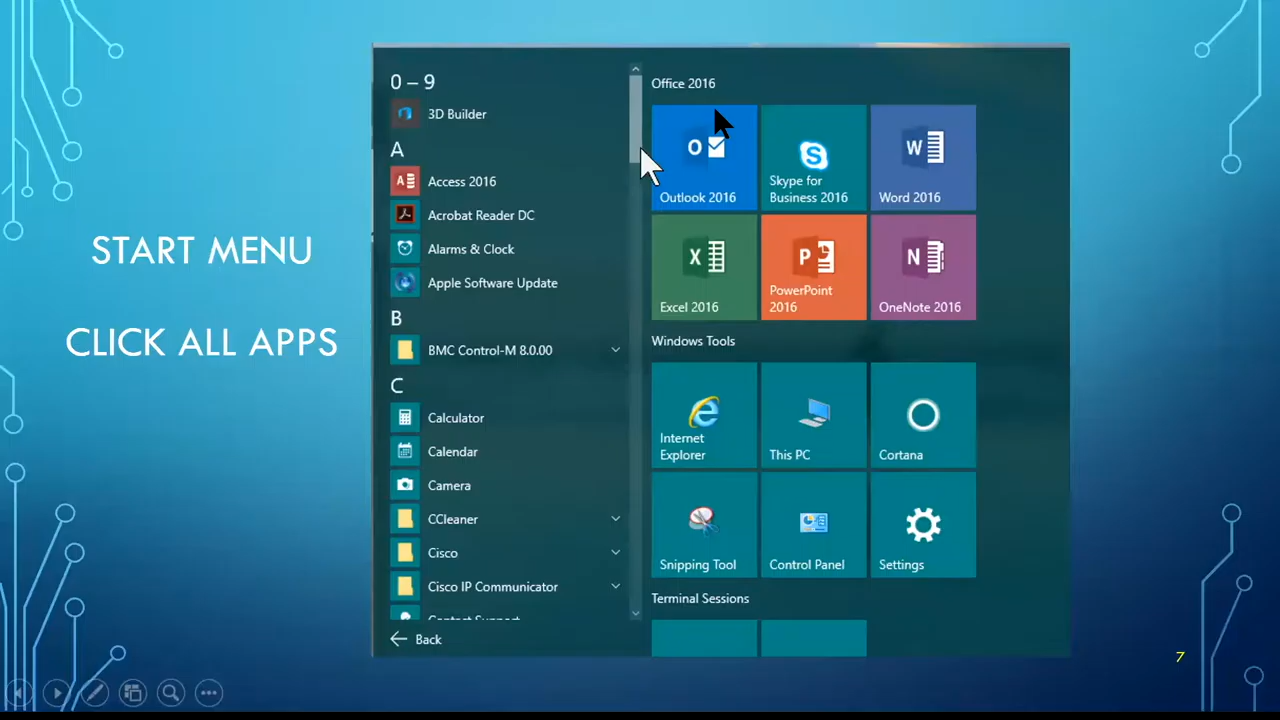 START MENU
CLICK ALL APPS
0 – 9
3D Builder
A
Access 2016
Acrobat Reader DC
Alarms & Clock
Apple Software Update
B
BMC Control-M 8.0.00
C
Calculator
Calendar
Camera
CCleaner
Cisco
Cisco IP Communicator
Contact Support
Back
Office 2016
Outlook 2016
Skype for
Business 2016
Word 2016
Excel 2016
PowerPoint
2016
OneNote 2016
Windows Tools
Internet
Explorer
This PC
Cortana
Snipping Tool
Control Panel
Settings
Terminal Sessions
7